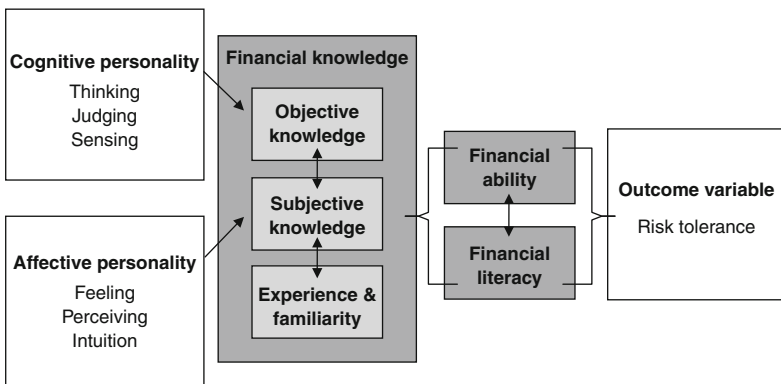 Cognitive personality
Thinking
Judging
Sensing
Affective personality
Feeling
Perceiving
Intuition
Financial knowledge
Objective
knowledge
Subjective
knowledge
Experience &
familiarity
Financial
ability
Financial
literacy
Outcome variable
Risk tolerance